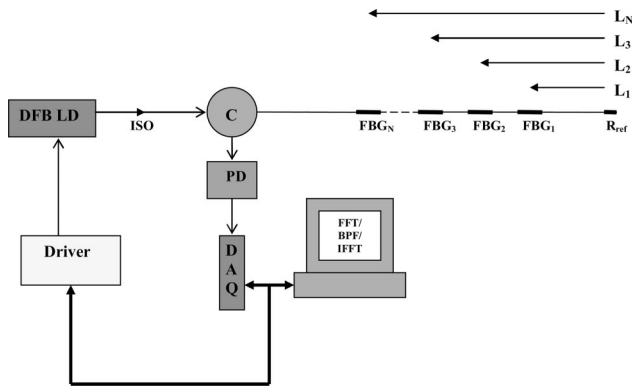 L_N
L_3
L_2
L_1
DFB LD
ISO
C
FBG_N
FBG_3
FBG_2
FBG_1
R_ref
PD
Driver
D
A
Q
FFT/
BPF/
IFFT